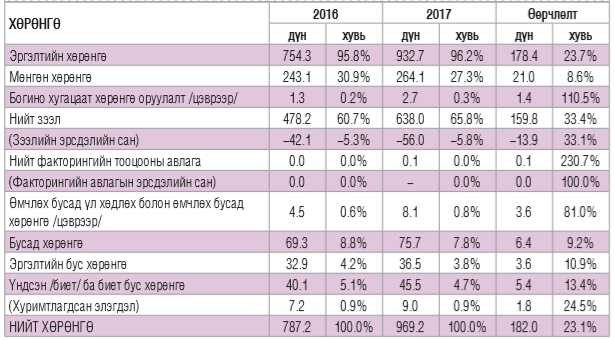 ХӨРӨНГӨ 2016 2017 Өөрчлөлт
дүн хувь дүн хувь дүн хувь
Эргэлтийн хөрөнгө 754.3 95.8% 932.7 96.2% 178.4 23.7%
Мөнгөн хөрөнгө 243.1 30.9% 264.1 27.3% 21.0 8.6%
Богино хугацаат хөрөнгө оруулалт /цэврээр/ 1.3 0.2% 2.7 0.3% 1.4 110.5%
Нийт зээл 478.2 60.7% 638.0 65.8% 159.8 33.4%
(Зээлийн эрсдэлийн сан) –42.1 –5.3% –56.0 –5.8% –13.9 33.1%
Нийт факторингийн тооцооны авлага 0.0 0.0% 0.1 0.0% 0.1 230.7%
(Факторингийн авлагын эрсдэлийн сан) 0.0 0.0% – 0.0% 0.0 100.0%
Өмчлөх бусад үл хөдлөх болон өмчлөх бусад
хөрөнгө /цэврээр/ 4.5 0.6% 8.1 0.8% 3.6 81.0%
Бусад хөрөнгө 69.3 8.8% 75.7 7.8% 6.4 9.2%
Эргэлтийн бус хөрөнгө 32.9 4.2% 36.5 3.8% 3.6 10.9%
Үндсэн /биет/ ба биет бус хөрөнгө 40.1 5.1% 45.5 4.7% 5.4 13.4%
(Хуримтлагдсан элэгдэл) 7.2 0.9% 9.0 0.9% 1.8 24.5%
НИЙТ ХӨРӨНГӨ 787.2 100.0% 969.2 100.0% 182.0 23.1%